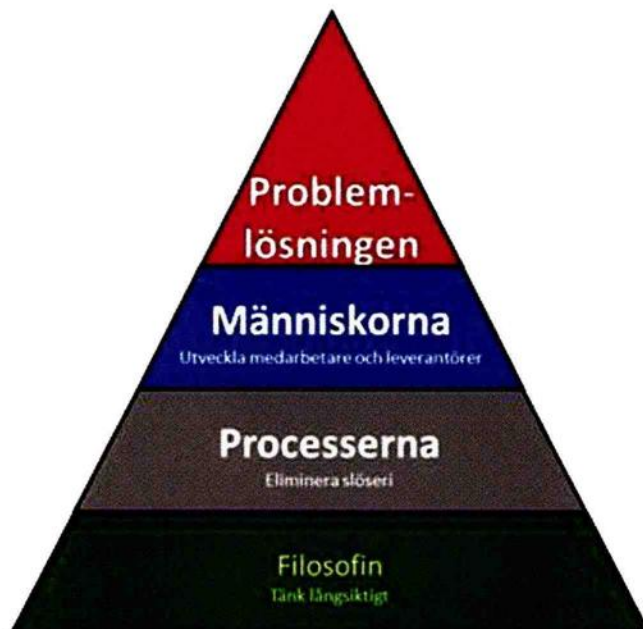 Problem-
lösningen
Människorna
Utveckla medarbetare och leverantörer
Processerna
Eliminera slöseri
Filosofin
Tänk långsiktigt